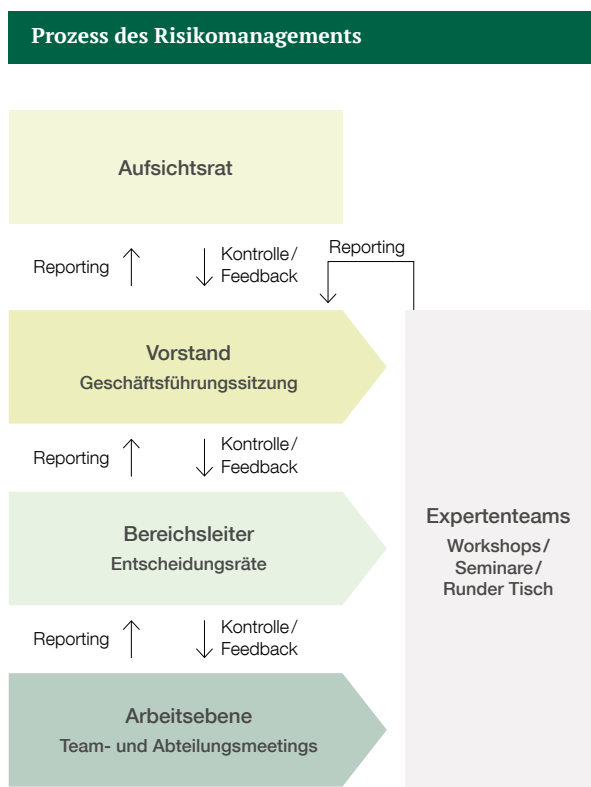 Prozess des Risikomanagements
Aufsichtsrat
Reporting
Kontrolle/
Feedback
Reporting
Vorstand
Geschäftsführungssitzung
Reporting
Kontrolle/
Feedback
Bereichsleiter
Entscheidungsräte
Expertenteams
Workshops/
Seminare/
Runder Tisch
Reporting
Kontrolle/
Feedback
Arbeitsebene
Team- und Abteilungsmeetings